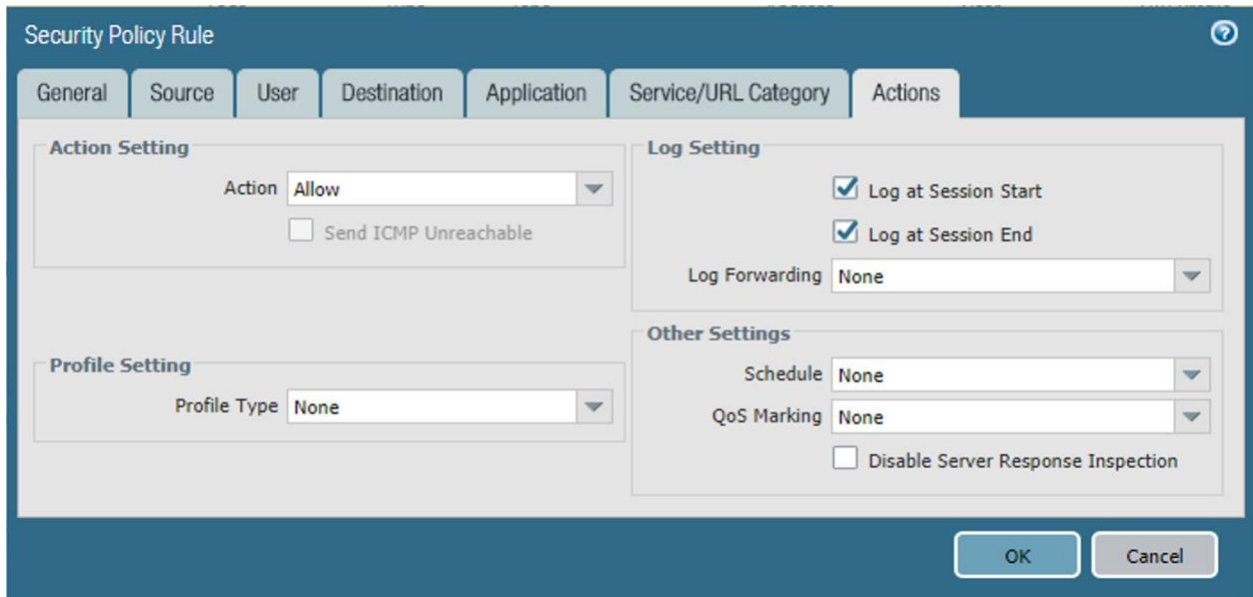 Security Policy Rule
General Source User Destination Application Service/URL Category Actions
Action Setting
Action Allow
Send ICMP Unreachable
Profile Setting
Profile Type None
Log Setting
Log at Session Start
Log at Session End
Log Forwarding None
Other Settings
Schedule None
QoS Marking None
Disable Server Response Inspection
OK Cancel